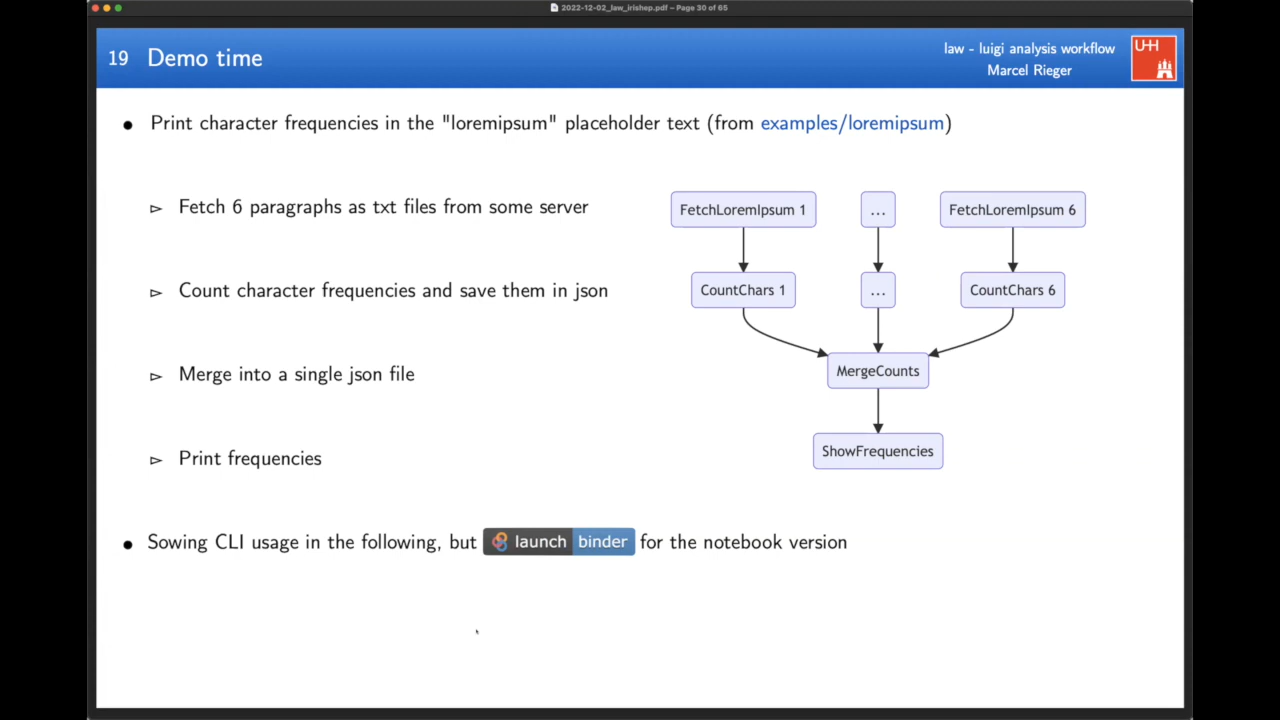 2022-12-02_law_irishep.pdf – Page 30 of 65
19 Demo time
law - luigi analysis workflow
Marcel Rieger
UH
● Print character frequencies in the "loremipsum" placeholder text (from examples/loremipsum)
▻ Fetch 6 paragraphs as txt files from some server
▻ Count character frequencies and save them in json
▻ Merge into a single json file
▻ Print frequencies
FetchLoremIpsum 1
...
FetchLoremIpsum 6
CountChars 1
...
CountChars 6
MergeCounts
ShowFrequencies
● Sowing CLI usage in the following, but launch binder for the notebook version